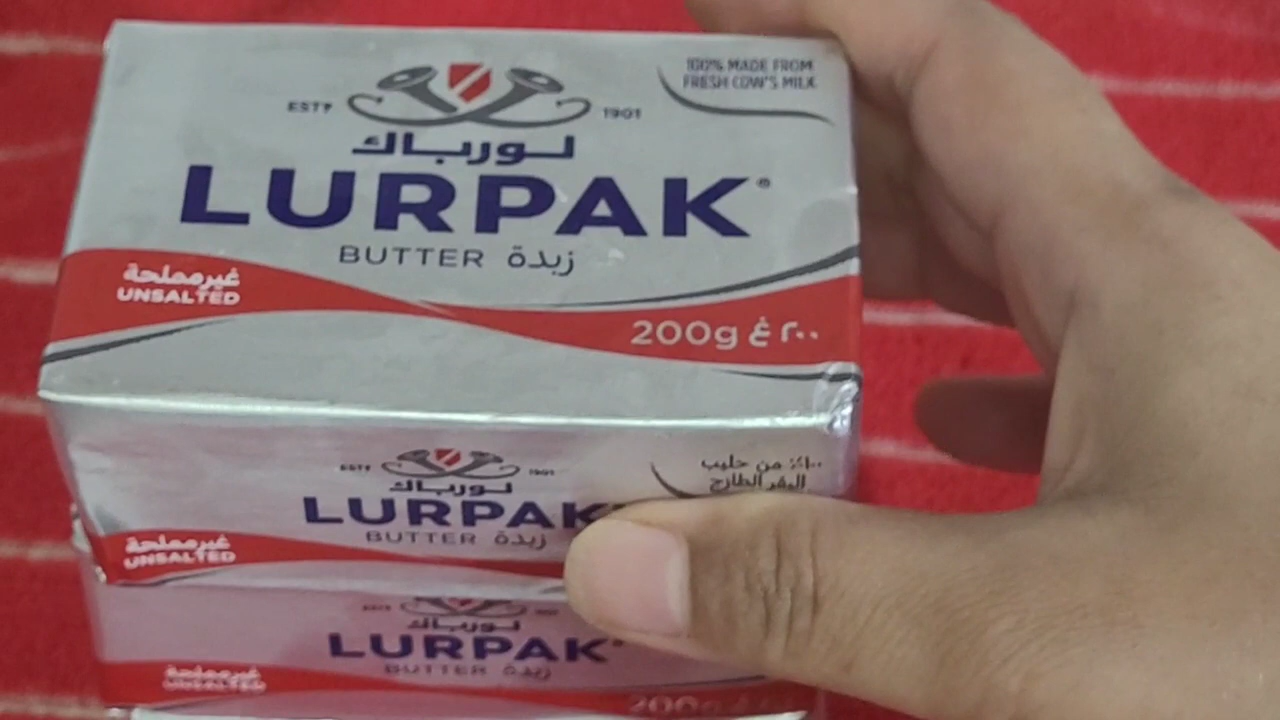 100% MADE FROM
FRESH COW'S MILK
ESTD 1901
لورباك
LURPAK®
BUTTER زبدة
غير مملحة
UNSALTED
200g ٢٠٠ غ
ESTD 1901
لورباك
LURPAK
BUTTER زبدة
١٠٠٪ من حليب
البقر الطازج
غير مملحة
UNSALTED
لورباك
LURPAK
BUTTER زبدة
غير مملحة
UNSALTED
200g